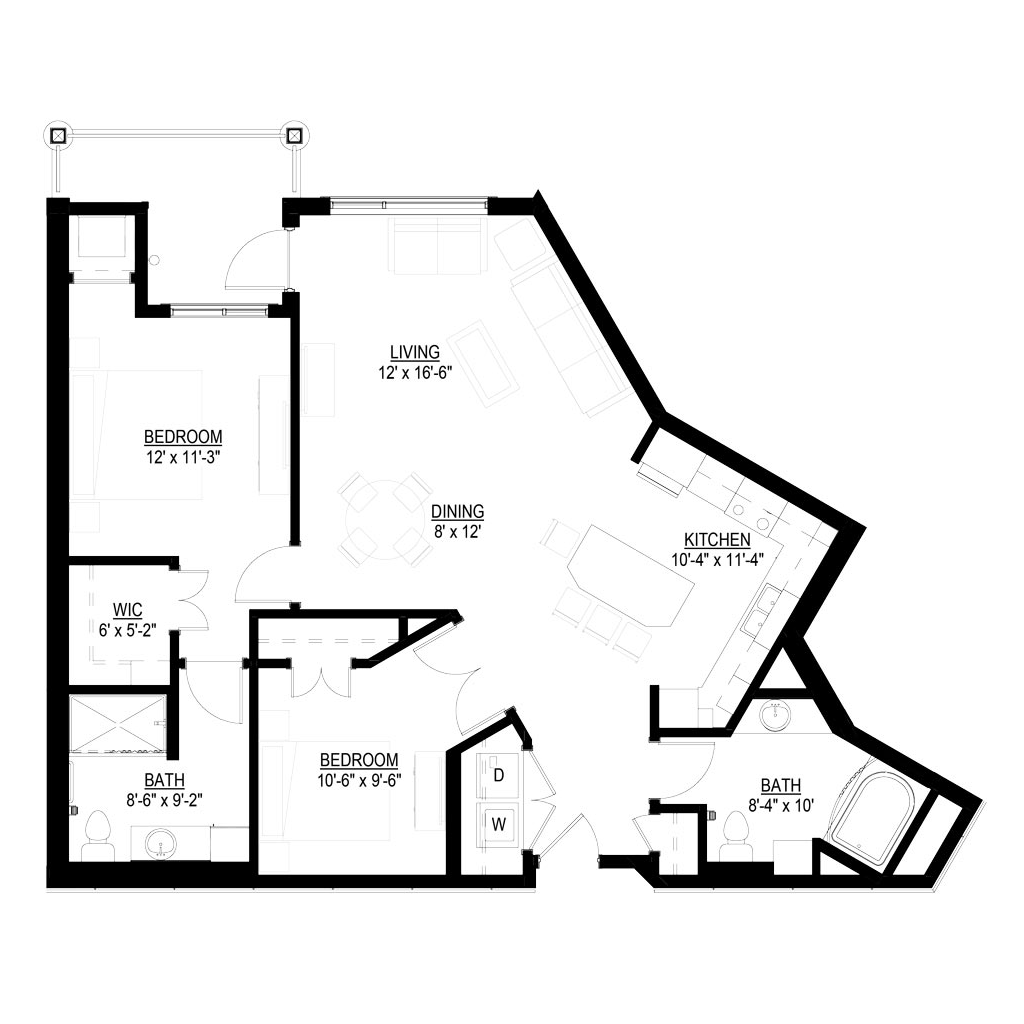 LIVING
12' x 16'-6"
BEDROOM
12' x 11'-3"
DINING
8' x 12'
KITCHEN
10'-4" x 11'-4"
WIC
6' x 5'-2"
BEDROOM
10'-6" x 9'-6"
D
W
BATH
8'-6" x 9'-2"
BATH
8'-4" x 10'